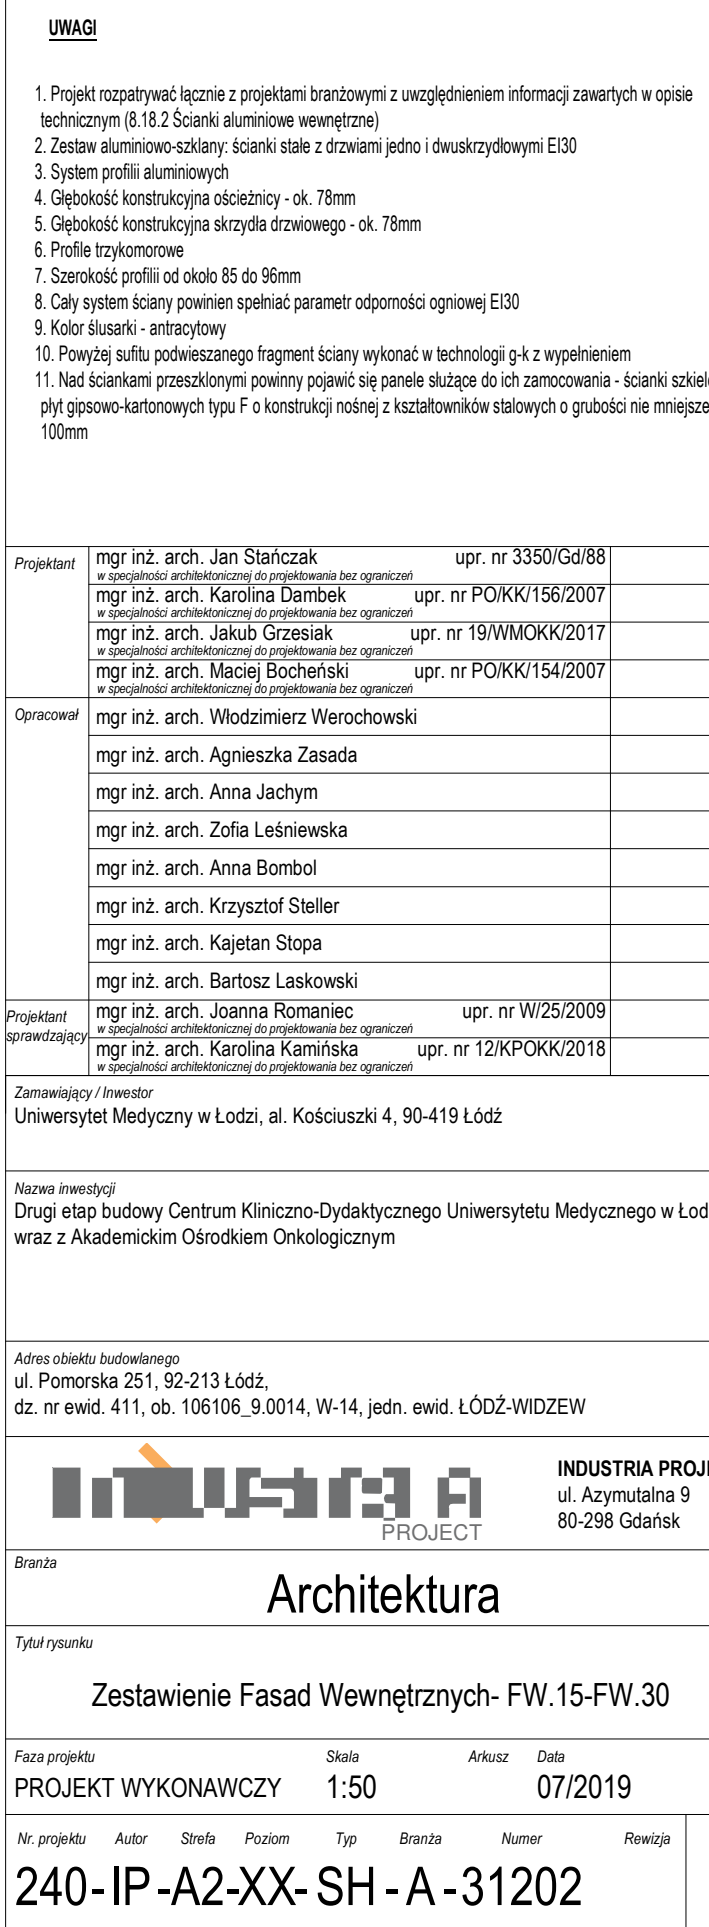 UWAGI
1. Projekt rozpatrywać łącznie z projektami branżowymi z uwzględnieniem informacji zawartych w opisie
technicznym (8.18.2 Ścianki aluminiowe wewnętrzne)
2. Zestaw aluminiowo-szklany: ścianki stałe z drzwiami jedno i dwuskrzydłowymi EI30
3. System profilii aluminiowych
4. Głębokość konstrukcyjna ościeżnicy - ok. 78mm
5. Głębokość konstrukcyjna skrzydła drzwiowego - ok. 78mm
6. Profile trzykomorowe
7. Szerokość profilii od około 85 do 96mm
8. Cały system ściany powinien spełniać parametr odporności ogniowej EI30
9. Kolor ślusarki - antracytowy
10. Powyżej sufitu podwieszanego fragment ściany wykonać w technologii g-k z wypełnieniem
11. Nad ściankami przeszklonymi powinny pojawić się panele służące do ich zamocowania - ścianki
płyt gipsowo-kartonowych typu F o konstrukcji nośnej z kształtowników stalowych o grubości nie
100mm
Projektant
mgr inż. arch. Jan Stańczak upr. nr 3350/Gd/88
w specjalności architektonicznej do projektowania bez ograniczeń
mgr inż. arch. Karolina Dambek upr. nr PO/KK/156/2007
w specjalności architektonicznej do projektowania bez ograniczeń
mgr inż. arch. Jakub Grzesiak upr. nr 19/WMOKK/2017
w specjalności architektonicznej do projektowania bez ograniczeń
mgr inż. arch. Maciej Bocheński upr. nr PO/KK/154/2007
w specjalności architektonicznej do projektowania bez ograniczeń
Opracował
mgr inż. arch. Włodzimierz Werochowski
mgr inż. arch. Agnieszka Zasada
mgr inż. arch. Anna Jachym
mgr inż. arch. Zofia Leśniewska
mgr inż. arch. Anna Bombol
mgr inż. arch. Krzysztof Steller
mgr inż. arch. Kajetan Stopa
mgr inż. arch. Bartosz Laskowski
Projektant
sprawdzający
mgr inż. arch. Joanna Romaniec upr. nr W/25/2009
w specjalności architektonicznej do projektowania bez ograniczeń
mgr inż. arch. Karolina Kamińska upr. nr 12/KPOKK/2018
w specjalności architektonicznej do projektowania bez ograniczeń
Zamawiający / Inwestor
Uniwersytet Medyczny w Łodzi, al. Kościuszki 4, 90-419 Łódź
Nazwa inwestycji
Drugi etap budowy Centrum Kliniczno-Dydaktycznego Uniwersytetu Medycznego w
wraz z Akademickim Ośrodkiem Onkologicznym
Adres obiektu budowlanego
ul. Pomorska 251, 92-213 Łódź,
dz. nr ewid. 411, ob. 106106_9.0014, W-14, jedn. ewid. ŁÓDŹ-WIDZEW
INDUSTRIA
PROJECT
INDUSTRIA
ul. Azymutalna 9
80-298 Gdańsk
Branża
Architektura
Tytuł rysunku
Zestawienie Fasad Wewnętrznych- FW.15-FW.30
Faza projektu Skala Arkusz Data
PROJEKT WYKONAWCZY 1:50 07/2019
Nr. projektu Autor Strefa Poziom Typ Branża Numer Rewizja
240-IP-A2-XX-SH-A-31202